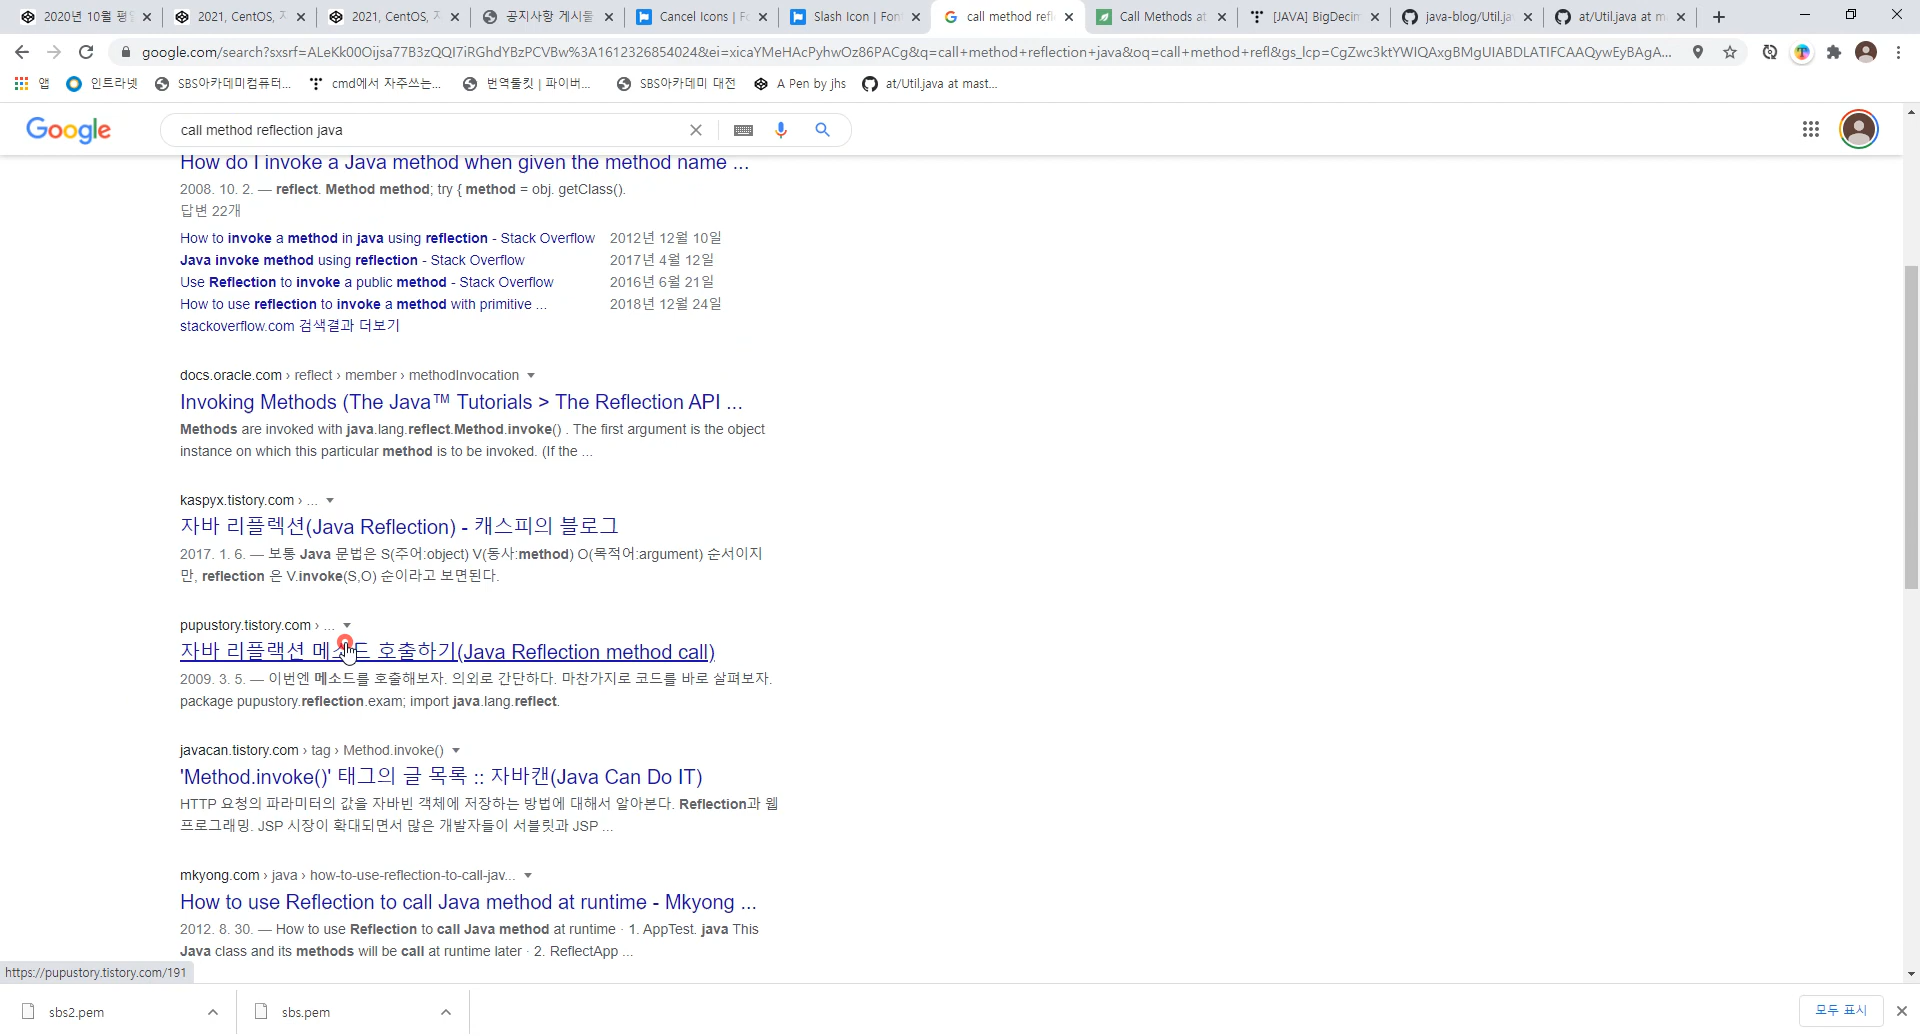 2020년 10월 평일
2021, CentOS, 지
2021, CentOS, 지
공지사항 게시물
Cancel Icons | Fo
Slash Icon | Font
call method refle
Call Methods at
[JAVA] BigDecim
java-blog/Util.ja
at/Util.java at m
google.com/search?sxsrf=ALeKk00Oijsa77B3zQQI7iRGhdYBzPCVBw%3A1612326854024&ei=xicaYMeHAcPyhwOz86PACg&q=call+method+reflection+java&oq=call+method+refl&gs_lcp=CgZwc3ktYWIQAxgBMgUIABDLATIFCAAQywEyBAgA...
앱
인트라넷
SBS아카데미컴퓨터...
cmd에서 자주쓰는...
번역툴킷 | 파이버...
SBS아카데미 대전
A Pen by jhs
at/Util.java at mast...
Google
call method reflection java
How do I invoke a Java method when given the method name ...
2008. 10. 2. — reflect. Method method; try { method = obj. getClass().
답변 22개
How to invoke a method in java using reflection - Stack Overflow 2012년 12월 10일
Java invoke method using reflection - Stack Overflow 2017년 4월 12일
Use Reflection to invoke a public method - Stack Overflow 2016년 6월 21일
How to use reflection to invoke a method with primitive ... 2018년 12월 24일
stackoverflow.com 검색결과 더보기
docs.oracle.com › reflect › member › methodInvocation
Invoking Methods (The Java™ Tutorials > The Reflection API ...
Methods are invoked with java.lang.reflect.Method.invoke() . The first argument is the object
instance on which this particular method is to be invoked. (If the ...
kaspyx.tistory.com › ...
자바 리플렉션(Java Reflection) - 캐스피의 블로그
2017. 1. 6. — 보통 Java 문법은 S(주어:object) V(동사:method) O(목적어:argument) 순서이지
만, reflection 은 V.invoke(S,O) 순이라고 보면된다.
pupustory.tistory.com › ...
자바 리플랙션 메소드 호출하기(Java Reflection method call)
2009. 3. 5. — 이번엔 메소드를 호출해보자. 의외로 간단하다. 마찬가지로 코드를 바로 살펴보자.
package pupustory.reflection.exam; import java.lang.reflect.
javacan.tistory.com › tag › Method.invoke()
'Method.invoke()' 태그의 글 목록 :: 자바캔(Java Can Do IT)
HTTP 요청의 파라미터의 값을 자바빈 객체에 저장하는 방법에 대해서 알아본다. Reflection과 웹
프로그래밍. JSP 시장이 확대되면서 많은 개발자들이 서블릿과 JSP ...
mkyong.com › java › how-to-use-reflection-to-call-jav...
How to use Reflection to call Java method at runtime - Mkyong ...
2012. 8. 30. — How to use Reflection to call Java method at runtime · 1. AppTest. java This
Java class and its methods will be call at runtime later · 2. ReflectApp ...
https://pupustory.tistory.com/191
sbs2.pem
sbs.pem
모두 표시